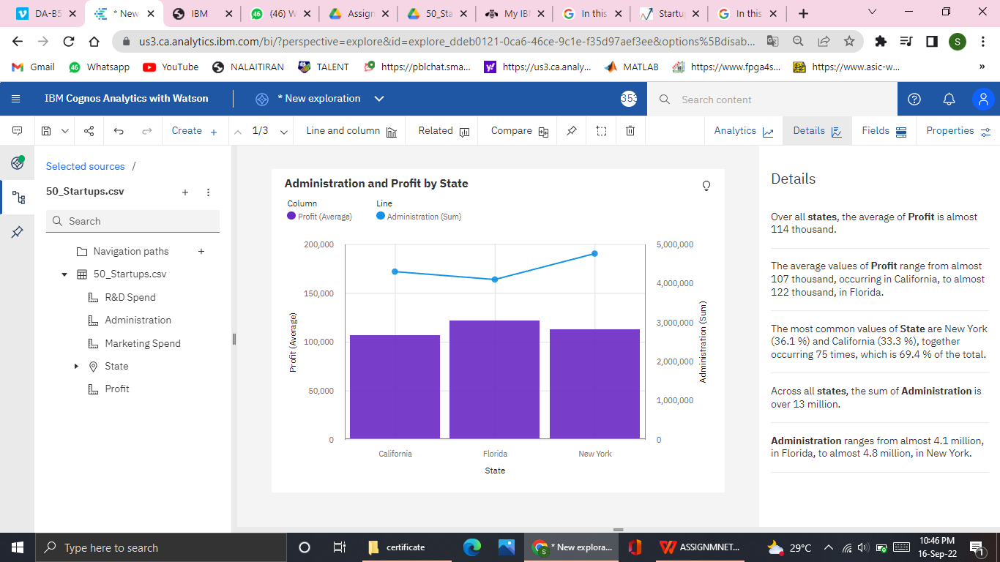 DA-B5
* New
IBM
(46) W
Assign
50_Sta
My IBM
In this
Startu
In this
us3.ca.analytics.ibm.com/bi/?perspective=explore&id=explore_ddeb0121-0ca6-46ce-9c1e-f35d97aef3ee&options%5Bdisab...
S
Gmail
Whatsapp
YouTube
NALAITIRAN
TALENT
https://pblchat.sma...
https://us3.ca.analy...
MATLAB
https://www.fpga4s...
https://www.asic-w...
»
IBM Cognos Analytics with Watson
* New exploration
353
Search content
Create
1/3
Line and column
Related
Compare
Analytics
Details
Fields
Properties
Selected sources /
50_Startups.csv
Search
Navigation paths
50_Startups.csv
R&D Spend
Administration
Marketing Spend
State
Profit
Administration and Profit by State
Column
Line
Profit (Average)
Administration (Sum)
200,000
150,000
100,000
50,000
0
Profit (Average)
5,000,000
4,000,000
3,000,000
2,000,000
1,000,000
0
Administration (Sum)
California
Florida
New York
State
Details
Over all states, the average of Profit is almost
114 thousand.
The average values of Profit range from almost
107 thousand, occurring in California, to almost
122 thousand, in Florida.
The most common values of State are New York
(36.1 %) and California (33.3 %), together
occurring 75 times, which is 69.4 % of the total.
Across all states, the sum of Administration is
over 13 million.
Administration ranges from almost 4.1 million,
in Florida, to almost 4.8 million, in New York.
Type here to search
certificate
* New explora...
ASSIGNMNET...
29°C
10:46 PM
16-Sep-22
1